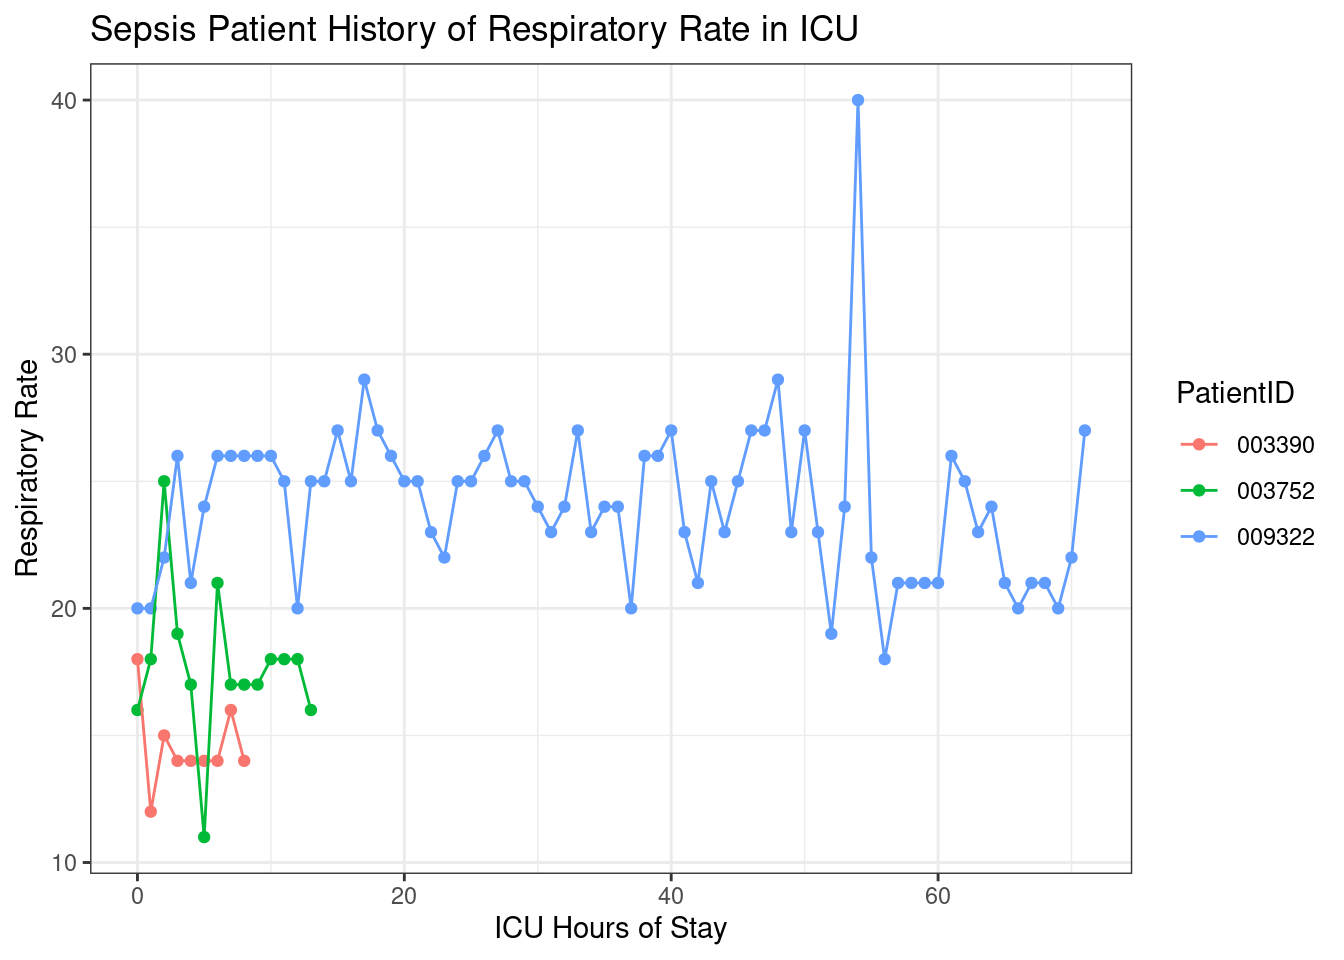 Sepsis Patient History of Respiratory Rate in ICU
40
30
20
10
Respiratory Rate
0 20 40 60
ICU Hours of Stay
PatientID
003390
003752
009322